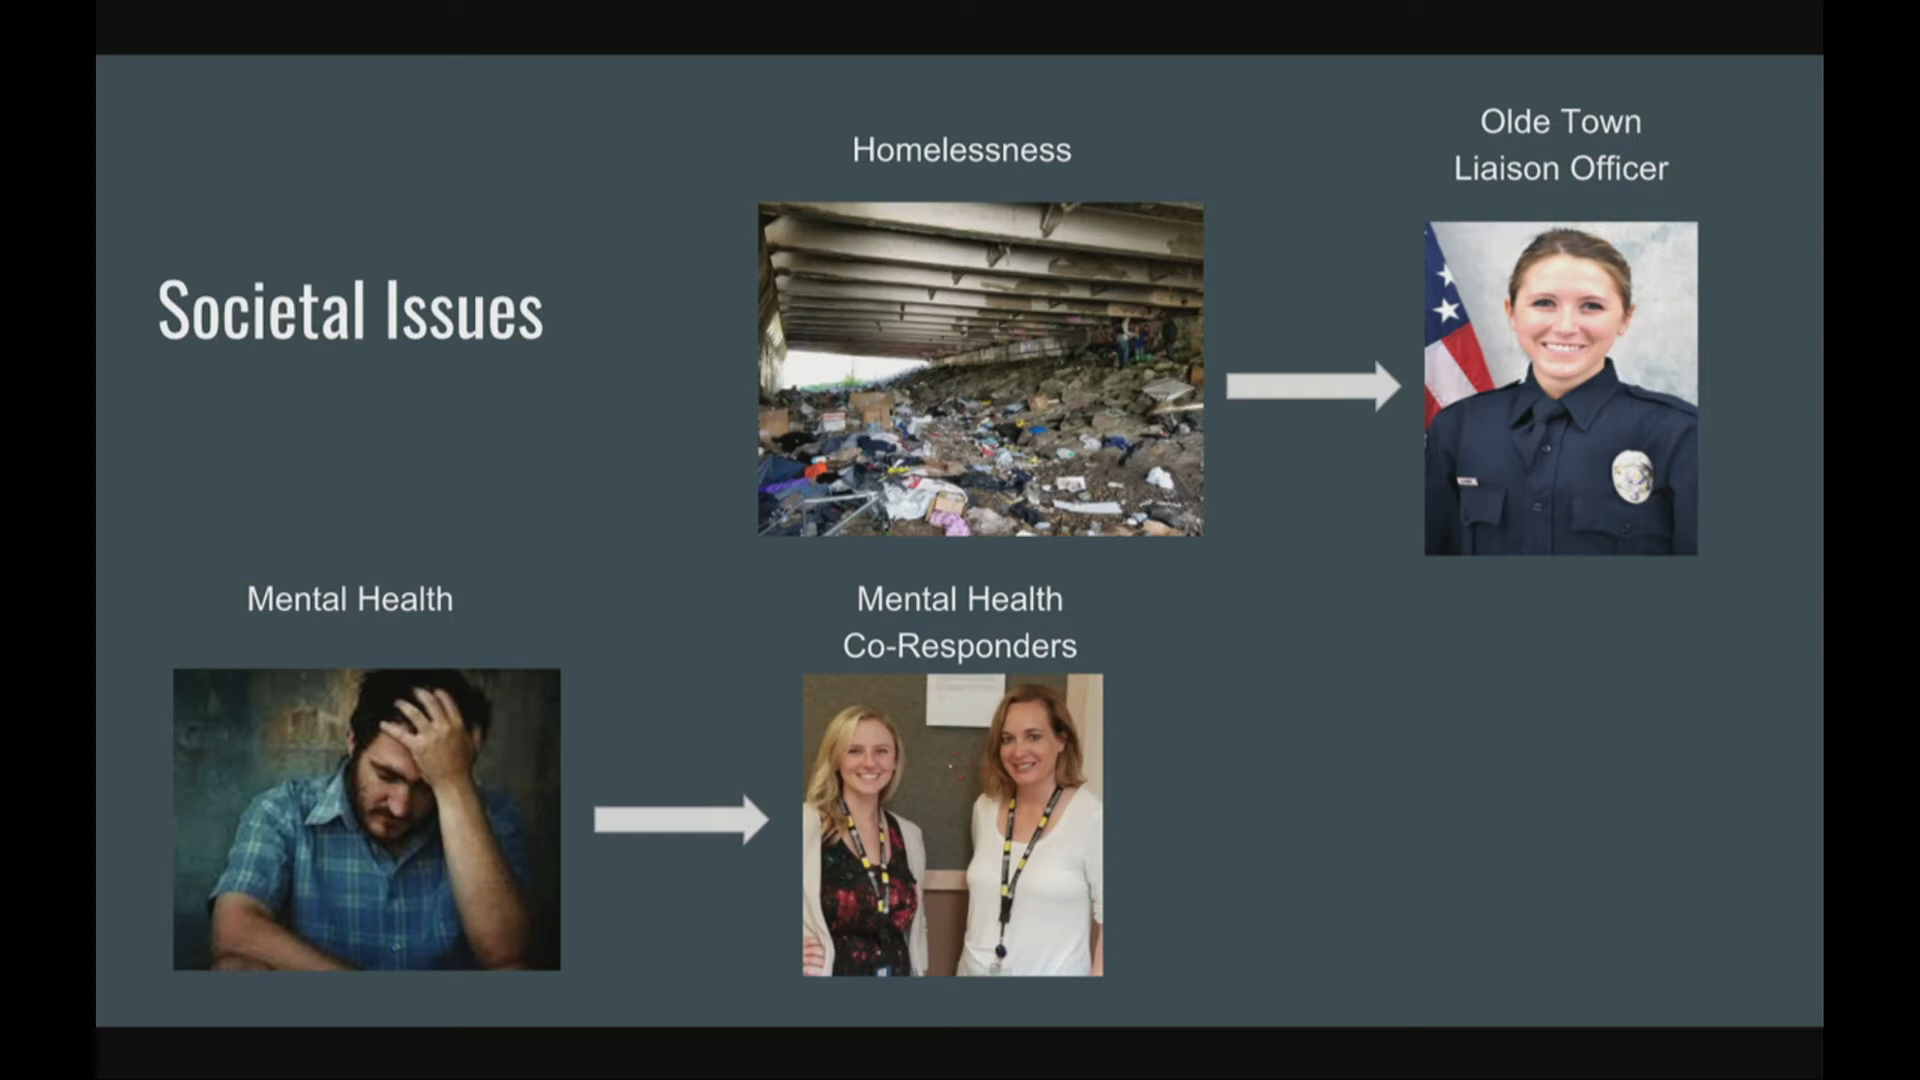 Societal Issues
Homelessness
Olde Town
Liaison Officer
Mental Health
Mental Health
Co-Responders